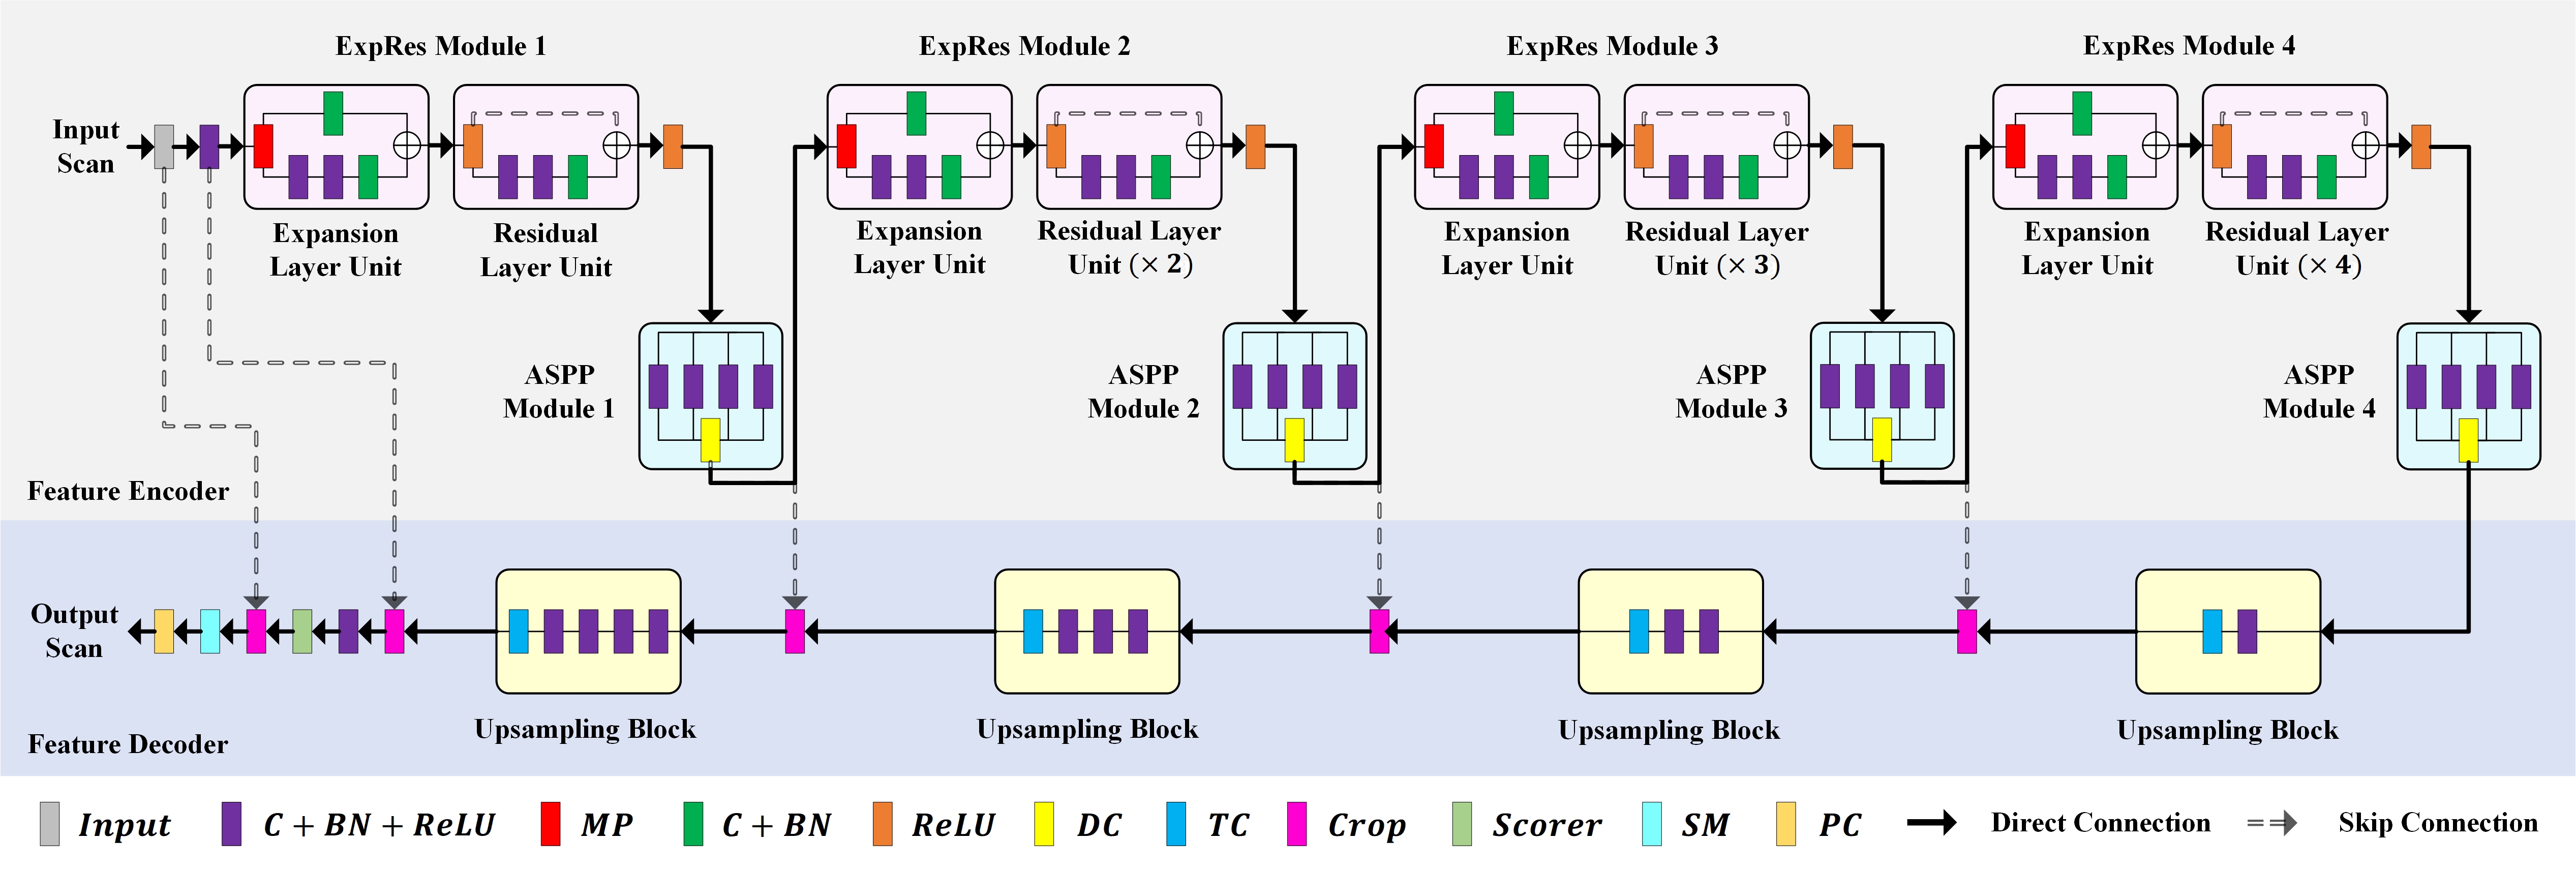 ExpRes Module 1
ExpRes Module 2
ExpRes Module 3
ExpRes Module 4
Input
Scan
Expansion
Layer Unit
Residual
Layer Unit
Expansion
Layer Unit
Residual Layer
Unit (× 2)
Expansion
Layer Unit
Residual Layer
Unit (× 3)
Expansion
Layer Unit
Residual Layer
Unit (× 4)
ASPP
Module 1
ASPP
Module 2
ASPP
Module 3
ASPP
Module 4
Feature Encoder
Output
Scan
Upsampling Block
Upsampling Block
Upsampling Block
Upsampling Block
Feature Decoder
Input
C + BN + ReLU
MP
C + BN
ReLU
DC
TC
Crop
Scorer
SM
PC
Direct Connection
Skip Connection